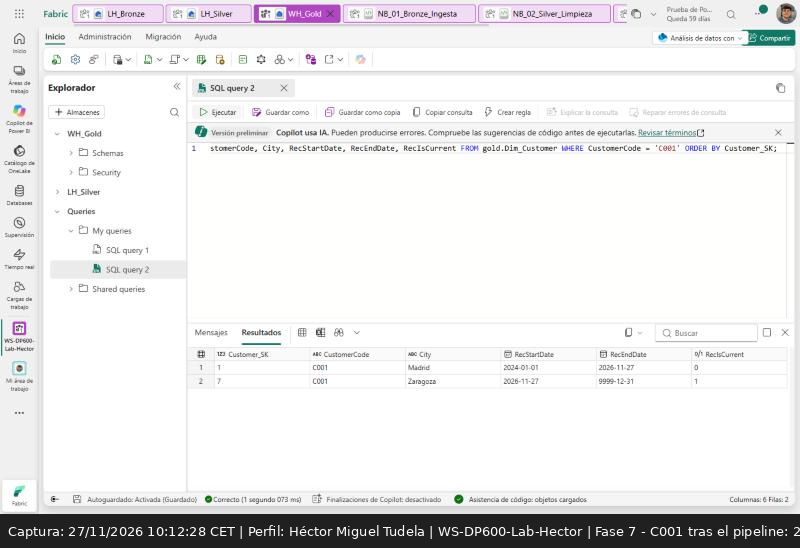 Fabric
LH_Bronze
LH_Silver
WH_Gold
NB_01_Bronze_Ingesta
NB_02_Silver_Limpieza
Prueba de Po...
Queda 59 días
Inicio
Administración
Migración
Ayuda
Análisis de datos con
Compartir
Inicio
Áreas de trabajo
Copilot de Power BI
Catálogo de OneLake
Databases
Supervisión
Tiempo real
Cargas de trabajo
WS-DP600-Lab-Hector
Mi área de trabajo
Fabric
Explorador
+ Almacenes
WH_Gold
Schemas
Security
LH_Silver
Queries
My queries
SQL query 1
SQL query 2
Shared queries
SQL query 2
Ejecutar
Guardar como
Guardar como copia
Copiar consulta
Crear regla
Explicar la consulta
Reparar errores de consulta
Versión preliminar
Copilot usa IA. Pueden producirse errores. Compruebe las sugerencias de código antes de ejecutarlas. Revisar términos
1 stomerCode, City, RecStartDate, RecEndDate, RecIsCurrent FROM gold.Dim_Customer WHERE CustomerCode = 'C001' ORDER BY Customer_SK;
Mensajes
Resultados
Buscar
123 Customer_SK ABC CustomerCode ABC City RecStartDate RecEndDate 0/1 RecIsCurrent
1 1 C001 Madrid 2024-01-01 2026-11-27 0
2 7 C001 Zaragoza 2026-11-27 9999-12-31 1
Autoguardado: Activada (Guardado)
Correcto (1 segundo 073 ms)
Finalizaciones de Copilot: desactivado
Asistencia de código: objetos cargados
Columnas: 6 Filas: 2
Captura: 27/11/2026 10:12:28 CET | Perfil: Héctor Miguel Tudela | WS-DP600-Lab-Hector | Fase 7 - C001 tras el pipeline: 2